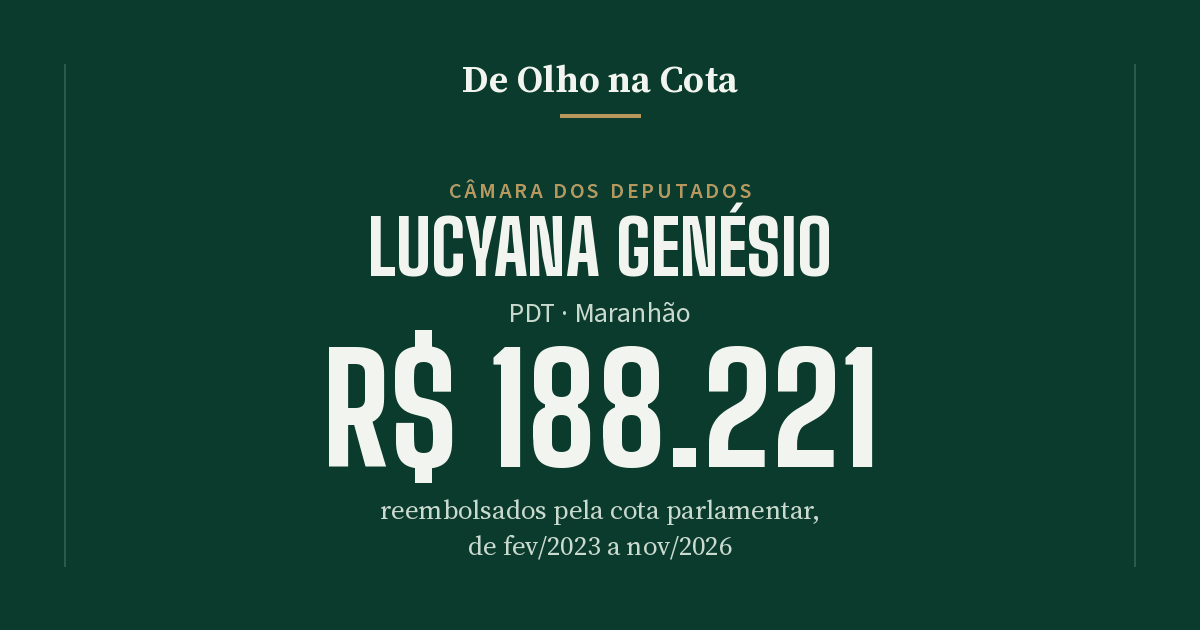 De Olho na Cota
CÂMARA DOS DEPUTADOS
LUCYANA GENÉSIO
PDT · Maranhão
R$ 188.221
reembolsados pela cota parlamentar,
de fev/2023 a nov/2026